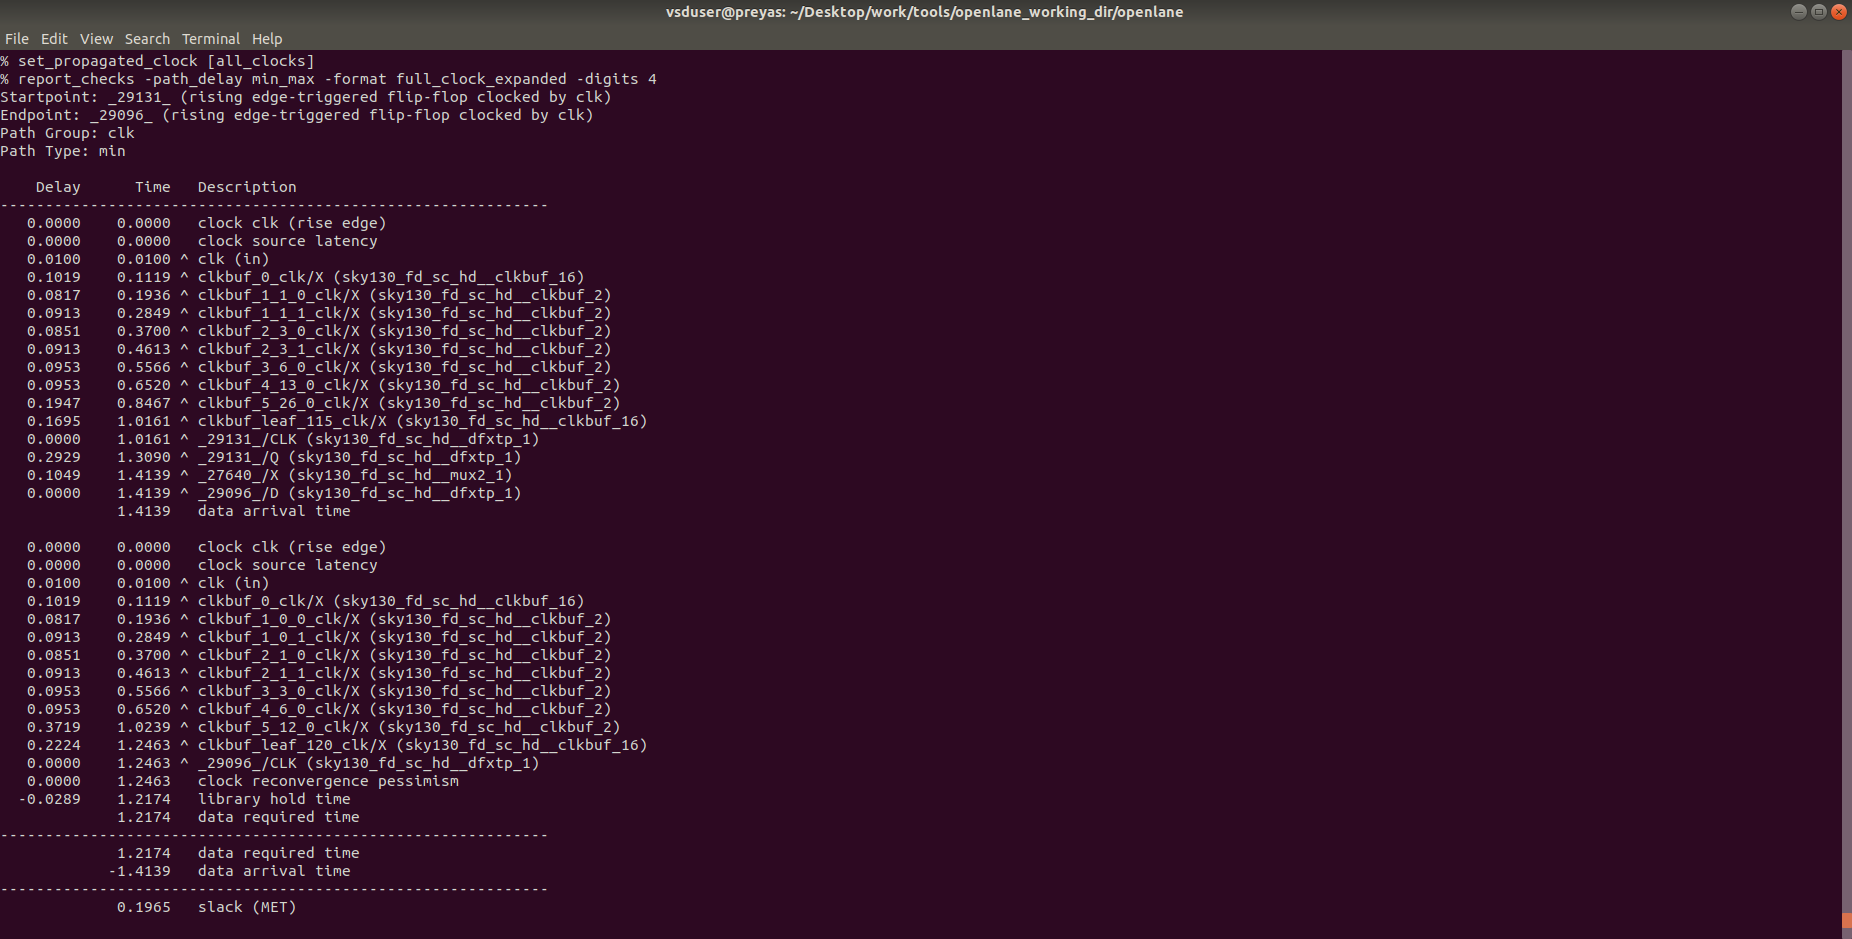 vsduser@preyas: ~/Desktop/work/tools/openlane_working_dir/openlane
File Edit View Search Terminal Help
% set_propagated_clock [all_clocks]
% report_checks -path_delay min_max -format full_clock_expanded -digits 4
Startpoint: _29131_ (rising edge-triggered flip-flop clocked by clk)
Endpoint: _29096_ (rising edge-triggered flip-flop clocked by clk)
Path Group: clk
Path Type: min
    Delay      Time   Description
-------------------------------------------------------------
   0.0000    0.0000   clock clk (rise edge)
   0.0000    0.0000   clock source latency
   0.0100    0.0100 ^ clk (in)
   0.1019    0.1119 ^ clkbuf_0_clk/X (sky130_fd_sc_hd__clkbuf_16)
   0.0817    0.1936 ^ clkbuf_1_1_0_clk/X (sky130_fd_sc_hd__clkbuf_2)
   0.0913    0.2849 ^ clkbuf_1_1_1_clk/X (sky130_fd_sc_hd__clkbuf_2)
   0.0851    0.3700 ^ clkbuf_2_3_0_clk/X (sky130_fd_sc_hd__clkbuf_2)
   0.0913    0.4613 ^ clkbuf_2_3_1_clk/X (sky130_fd_sc_hd__clkbuf_2)
   0.0953    0.5566 ^ clkbuf_3_6_0_clk/X (sky130_fd_sc_hd__clkbuf_2)
   0.0953    0.6520 ^ clkbuf_4_13_0_clk/X (sky130_fd_sc_hd__clkbuf_2)
   0.1947    0.8467 ^ clkbuf_5_26_0_clk/X (sky130_fd_sc_hd__clkbuf_2)
   0.1695    1.0161 ^ clkbuf_leaf_115_clk/X (sky130_fd_sc_hd__clkbuf_16)
   0.0000    1.0161 ^ _29131_/CLK (sky130_fd_sc_hd__dfxtp_1)
   0.2929    1.3090 ^ _29131_/Q (sky130_fd_sc_hd__dfxtp_1)
   0.1049    1.4139 ^ _27640_/X (sky130_fd_sc_hd__mux2_1)
   0.0000    1.4139 ^ _29096_/D (sky130_fd_sc_hd__dfxtp_1)
             1.4139   data arrival time
   0.0000    0.0000   clock clk (rise edge)
   0.0000    0.0000   clock source latency
   0.0100    0.0100 ^ clk (in)
   0.1019    0.1119 ^ clkbuf_0_clk/X (sky130_fd_sc_hd__clkbuf_16)
   0.0817    0.1936 ^ clkbuf_1_0_0_clk/X (sky130_fd_sc_hd__clkbuf_2)
   0.0913    0.2849 ^ clkbuf_1_0_1_clk/X (sky130_fd_sc_hd__clkbuf_2)
   0.0851    0.3700 ^ clkbuf_2_1_0_clk/X (sky130_fd_sc_hd__clkbuf_2)
   0.0913    0.4613 ^ clkbuf_2_1_1_clk/X (sky130_fd_sc_hd__clkbuf_2)
   0.0953    0.5566 ^ clkbuf_3_3_0_clk/X (sky130_fd_sc_hd__clkbuf_2)
   0.0953    0.6520 ^ clkbuf_4_6_0_clk/X (sky130_fd_sc_hd__clkbuf_2)
   0.3719    1.0239 ^ clkbuf_5_12_0_clk/X (sky130_fd_sc_hd__clkbuf_2)
   0.2224    1.2463 ^ clkbuf_leaf_120_clk/X (sky130_fd_sc_hd__clkbuf_16)
   0.0000    1.2463 ^ _29096_/CLK (sky130_fd_sc_hd__dfxtp_1)
   0.0000    1.2463   clock reconvergence pessimism
  -0.0289    1.2174   library hold time
             1.2174   data required time
-------------------------------------------------------------
             1.2174   data required time
            -1.4139   data arrival time
-------------------------------------------------------------
             0.1965   slack (MET)